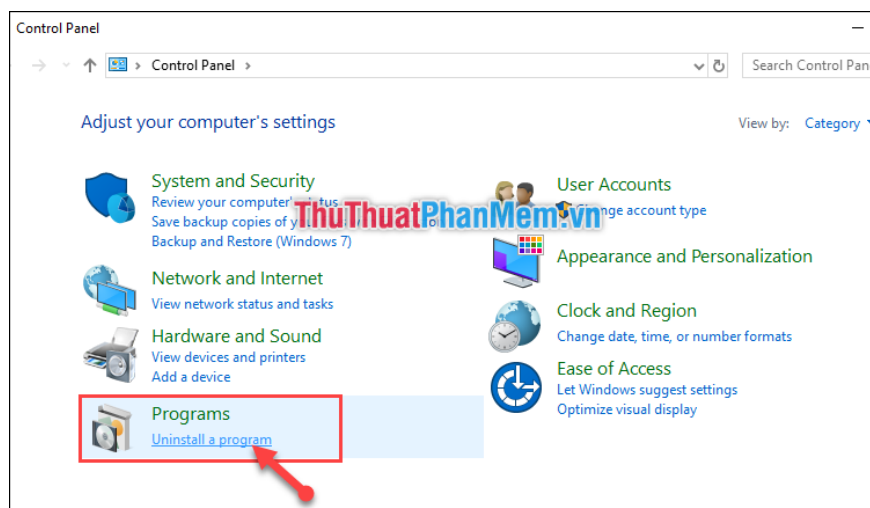 Control Panel
Control Panel
Search Control Pan
Adjust your computer's settings
View by: Category
System and Security
Review your computer's status
Save backup copies of y
Backup and Restore (Windows 7)
Network and Internet
View network status and tasks
Hardware and Sound
View devices and printers
Add a device
Programs
Uninstall a program
User Accounts
Change account type
Appearance and Personalization
Clock and Region
Change date, time, or number formats
Ease of Access
Let Windows suggest settings
Optimize visual display
ThuThuatPhanMem.vn